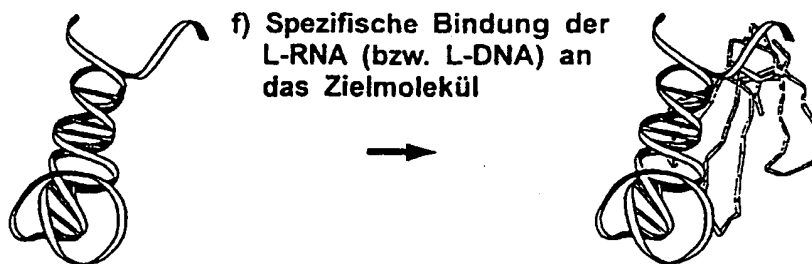 f) Spezifische Bindung der
L-RNA (bzw. L-DNA) an
das Zielmolekül